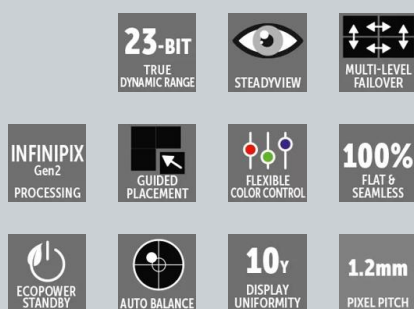 23-BIT
TRUE
DYNAMIC RANGE
STEADYVIEW
MULTI-LEVEL
FAILOVER
INFINIPIX
Gen2
PROCESSING
GUIDED
PLACEMENT
FLEXIBLE
COLOR CONTROL
100%
FLAT &
SEAMLESS
ECOPOWER
STANDBY
AUTO BALANCE
10Y
DISPLAY
UNIFORMITY
1.2mm
PIXEL PITCH